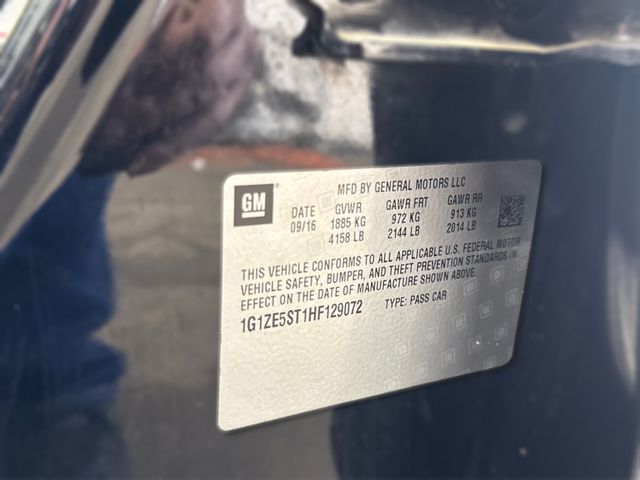 GM
MFD BY GENERAL MOTORS LLC
DATE GVWR GAWR FRT GAWR RR
09/16 1885 KG 972 KG 913 KG
4158 LB 2144 LB 2014 LB
THIS VEHICLE CONFORMS TO ALL APPLICABLE U.S. FEDERAL MOTOR
VEHICLE SAFETY, BUMPER, AND THEFT PREVENTION STANDARDS IN
EFFECT ON THE DATE OF MANUFACTURE SHOWN ABOVE.
1G1ZE5ST1HF129072 TYPE: PASS CAR